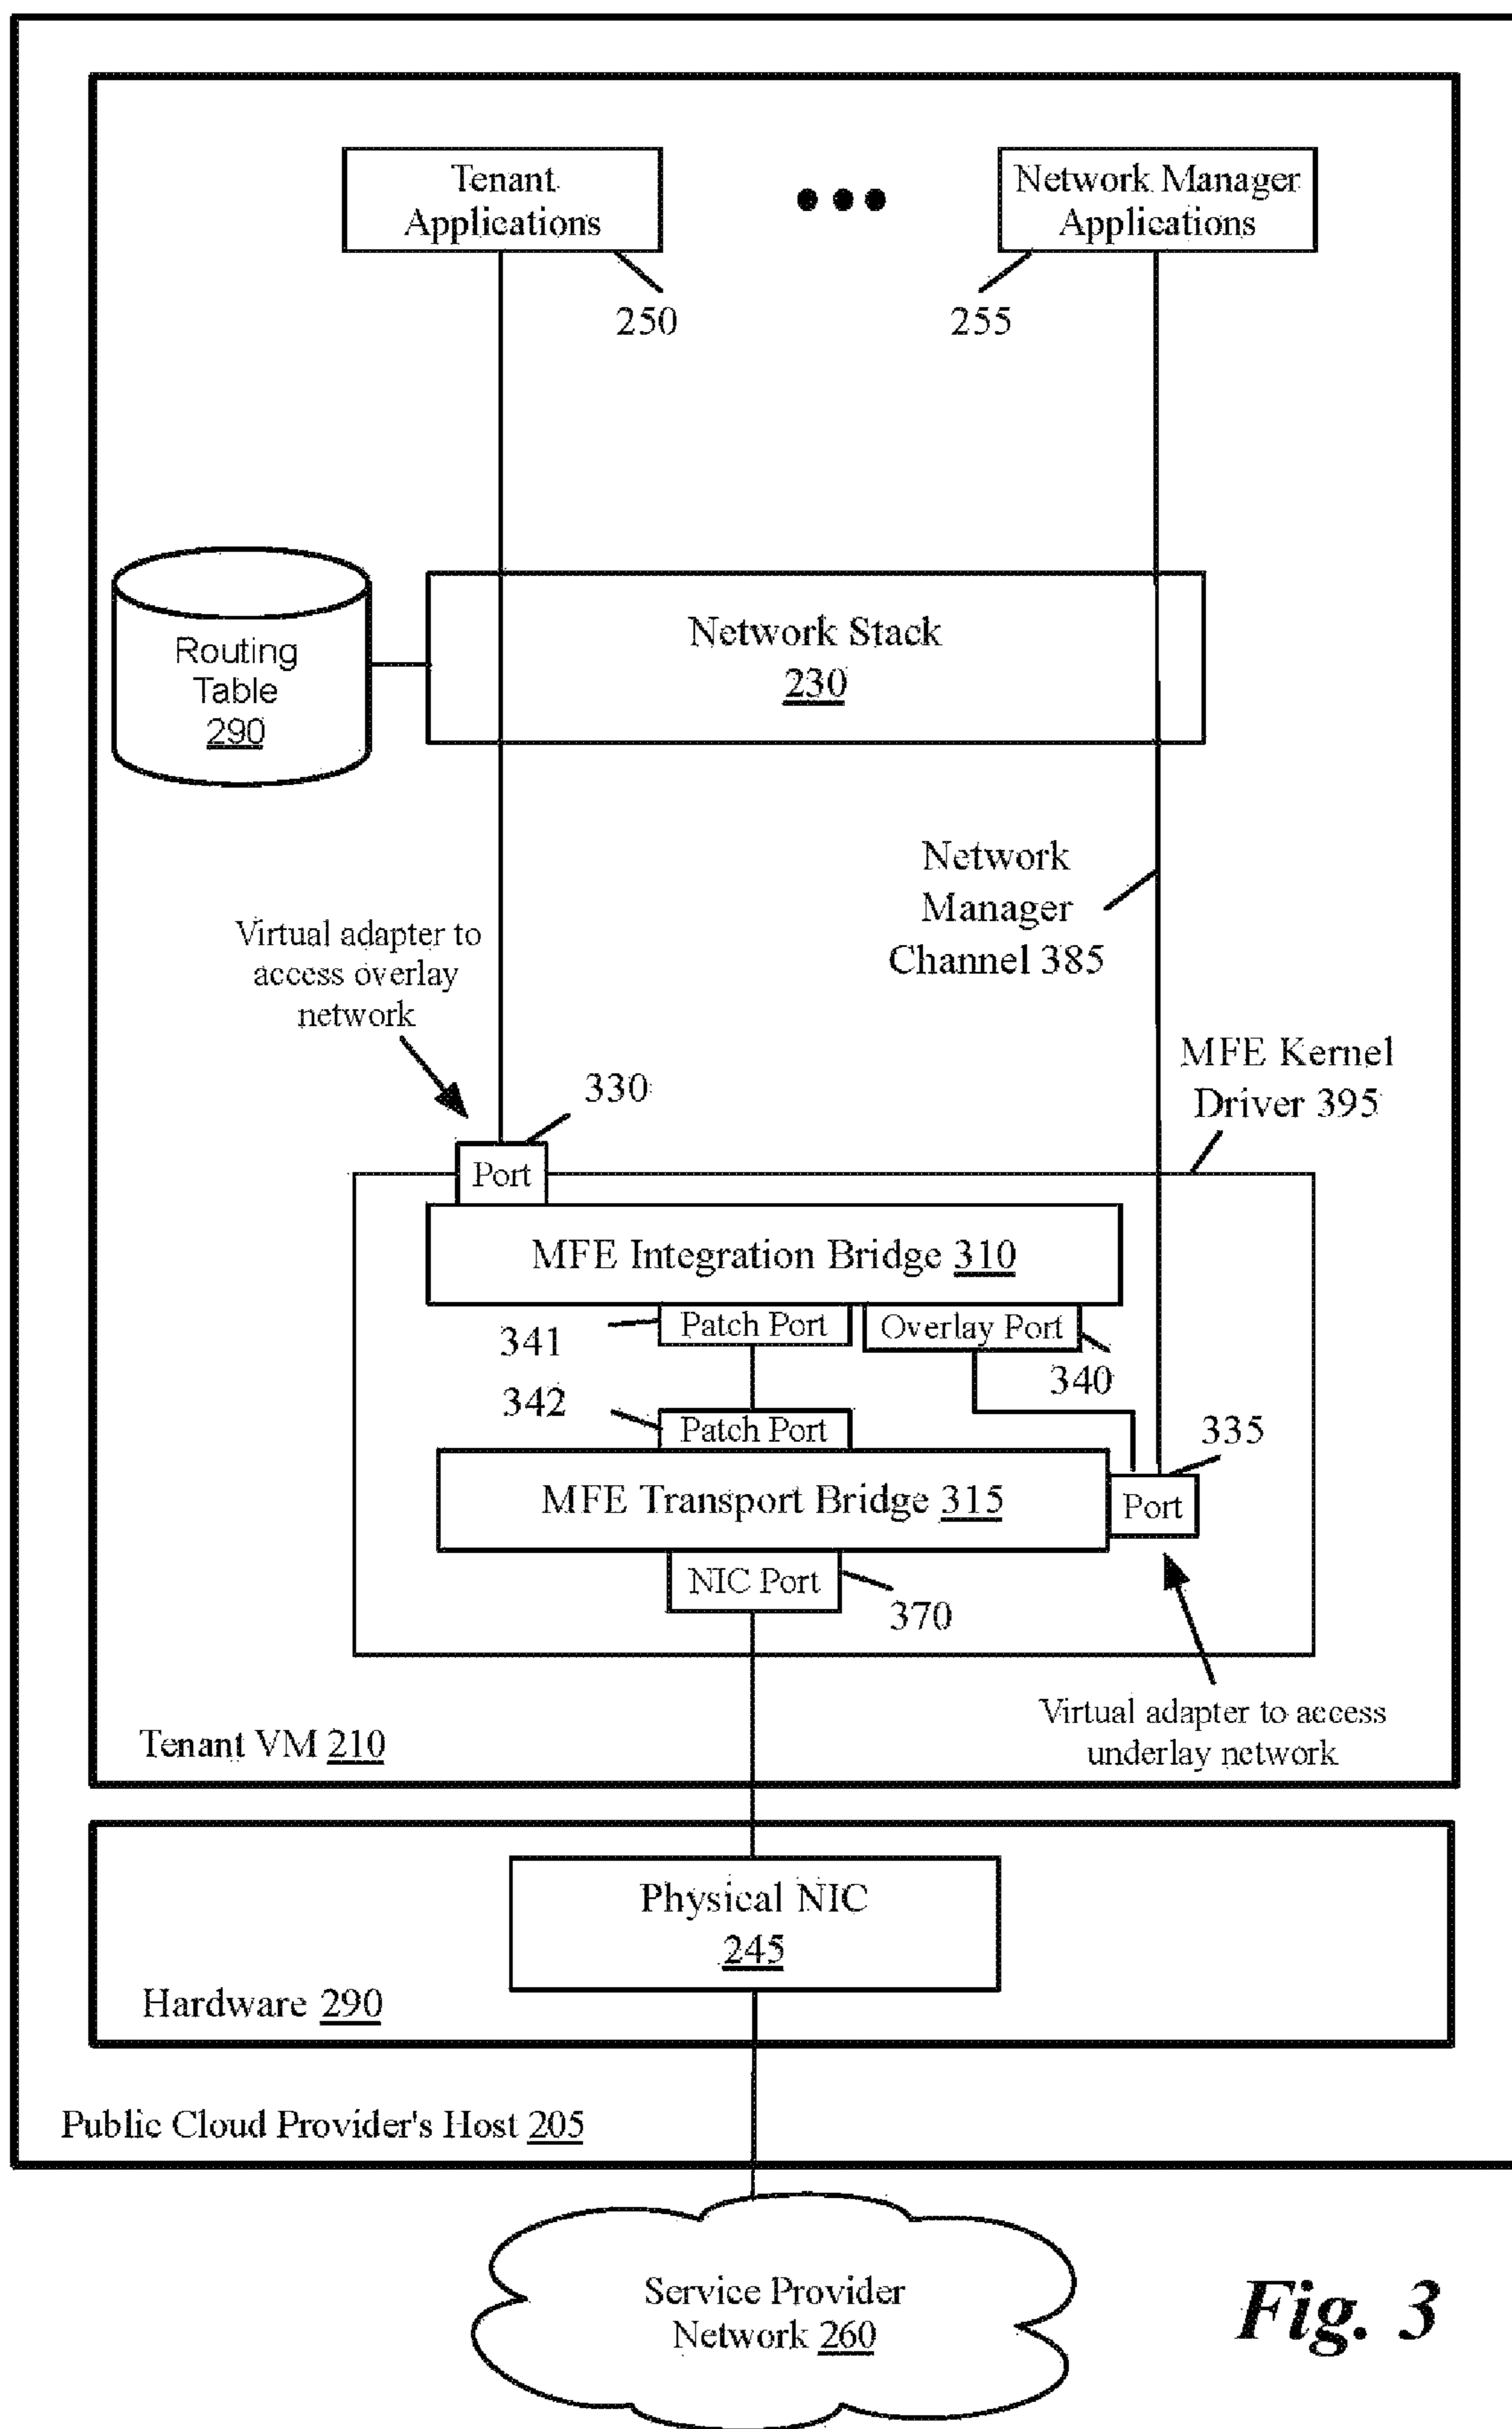 Tenant
Applications
250
Network Manager
Applications
255
Network Stack
230
Routing
Table
290
Network
Manager
Channel 385
Virtual adapter to
access overlay
network
330
MFE Kernel
Driver 395
Port
MFE Integration Bridge 310
341
Patch Port
Overlay Port
340
342
Patch Port
335
MFE Transport Bridge 315
Port
NIC Port
370
Virtual adapter to access
underlay network
Tenant VM 210
Physical NIC
245
Hardware 290
Public Cloud Provider's Host 205
Service Provider
Network 260
Fig. 3